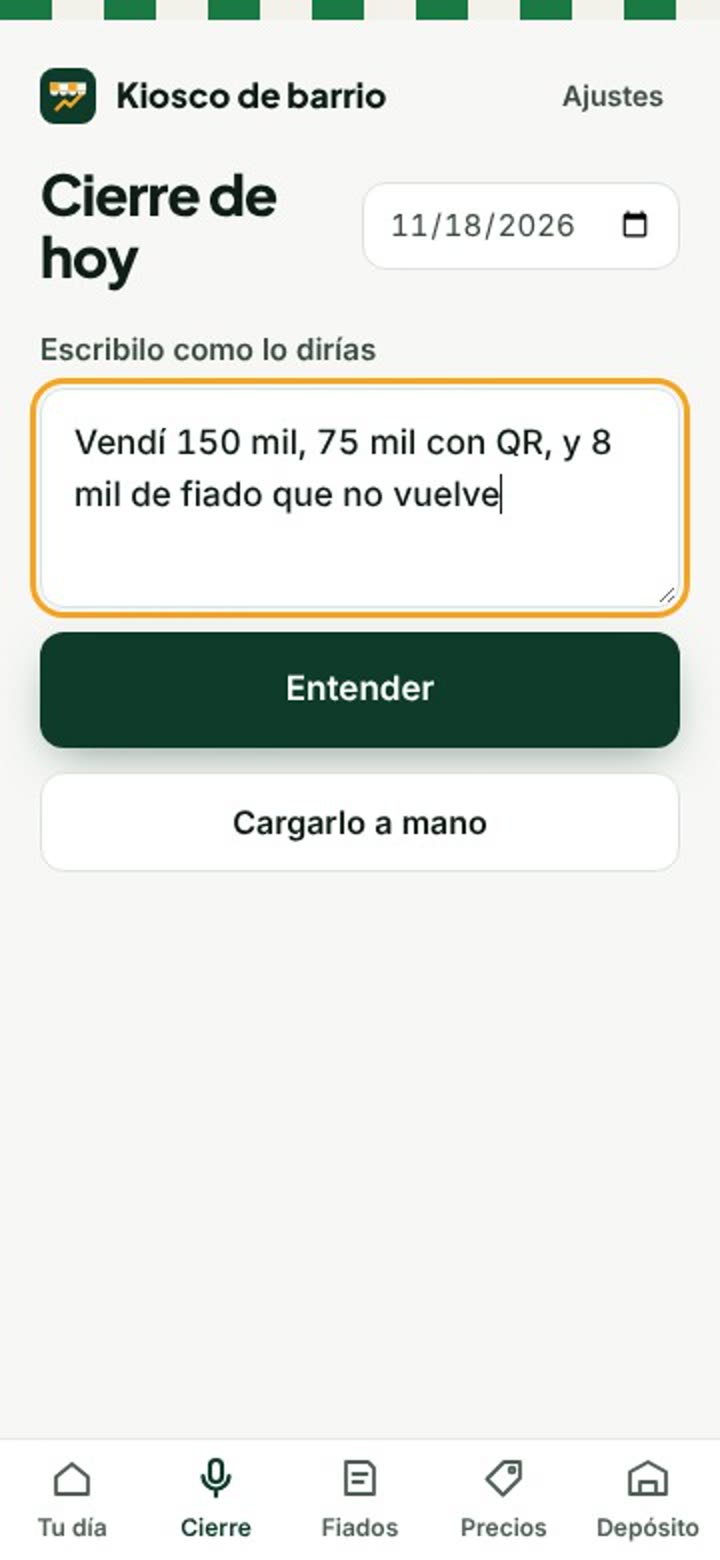 Kiosco de barrio
Ajustes
Cierre de
hoy
11/18/2026
Escribilo como lo dirías
Vendí 150 mil, 75 mil con QR, y 8
mil de fiado que no vuelve
Entender
Cargarlo a mano
Tu día
Cierre
Fiados
Precios
Depósito